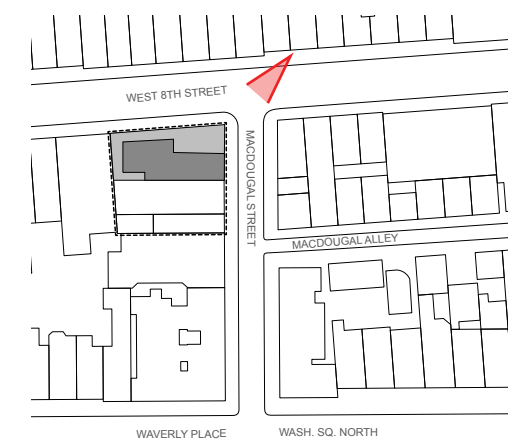 WEST 8TH STREET
MACDOUGAL STREET
MACDOUGAL ALLEY
WAVERLY PLACE
WASH. SQ. NORTH